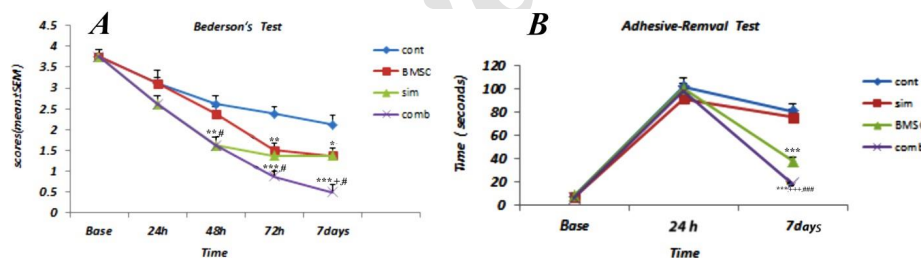 A
Bederson's Test
scores(mean±SEM)
4.5
4
3.5
3
2.5
2
1.5
1
0.5
0
**,#
**
*
***,#
***,+,#
Base
24h
48h
72h
7days
Time
cont
BMSC
sim
comb
B
Adhesive-Remval Test
Time ( seconds)
120
100
80
60
40
20
0
***
***,+++,###
Base
24 h
7days
Time
cont
sim
BMSC
comb